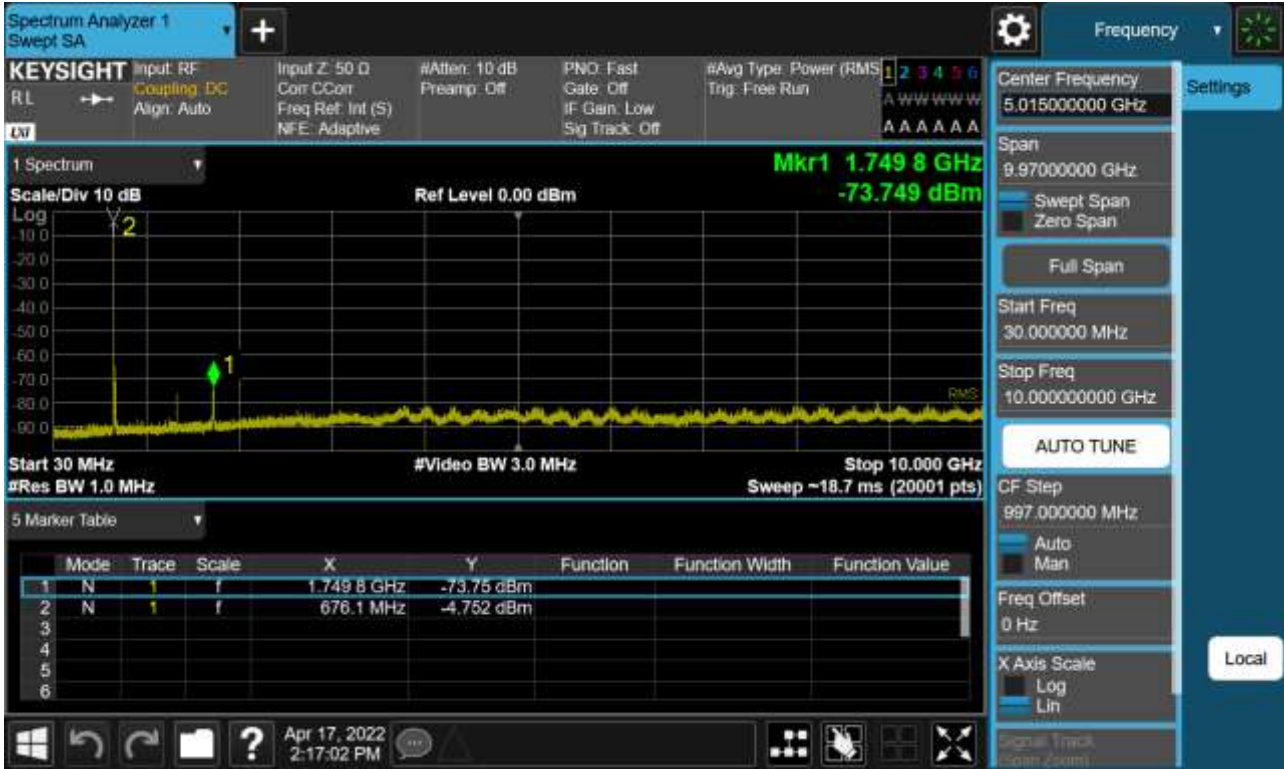 Spectrum Analyzer 1
Swept SA
Frequency
KEYSIGHT
RL
LXI
Input: RF
Coupling: DC
Align: Auto
Input Z: 50 Ω
Corr CCorr
Freq Ref: Int (S)
NFE: Adaptive
#Atten: 10 dB
Preamp: Off
PNO: Fast
Gate: Off
IF Gain: Low
Sig Track: Off
#Avg Type: Power (RMS
Trig: Free Run
1 2 3 4 5 6
A W W W W W
A A A A A A
1 Spectrum
Scale/Div 10 dB
Ref Level 0.00 dBm
Mkr1 1.749 8 GHz
-73.749 dBm
Log
-10.0
-20.0
-30.0
-40.0
-50.0
-60.0
-70.0
-80.0
-90.0
2
1
RMS
Start 30 MHz
#Video BW 3.0 MHz
Stop 10.000 GHz
#Res BW 1.0 MHz
Sweep ~18.7 ms (20001 pts)
5 Marker Table
Mode Trace Scale X Y Function Function Width Function Value
1 N 1 f 1.749 8 GHz -73.75 dBm
2 N 1 f 676.1 MHz -4.752 dBm
3
4
5
6
Apr 17, 2022
2:17:02 PM
?
Center Frequency
5.015000000 GHz
Settings
Span
9.97000000 GHz
Swept Span
Zero Span
Full Span
Start Freq
30.000000 MHz
Stop Freq
10.000000000 GHz
AUTO TUNE
CF Step
997.000000 MHz
Auto
Man
Freq Offset
0 Hz
X Axis Scale
Log
Lin
Signal Track
(Span Zoom)
Local